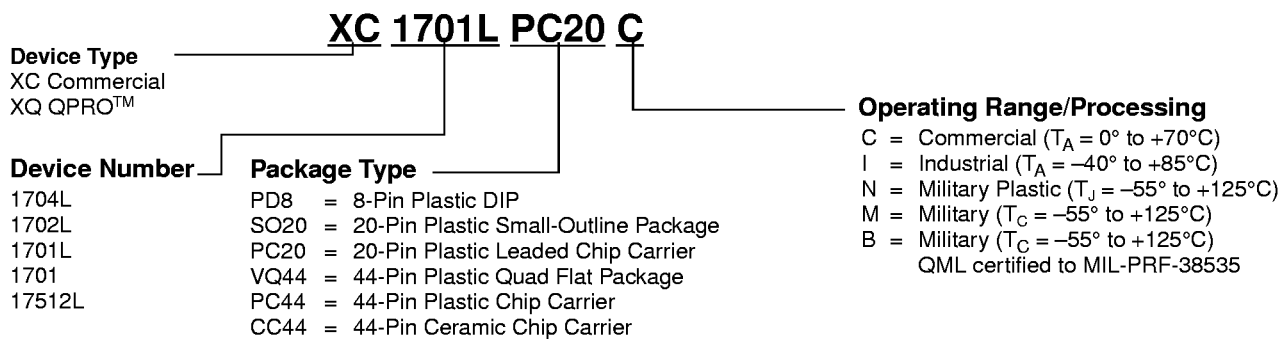 XC 1701L PC20 C
Device Type
XC Commercial
XQ QPRO™
Device Number
1704L
1702L
1701L
1701
17512L
Package Type
PD8 = 8-Pin Plastic DIP
SO20 = 20-Pin Plastic Small-Outline Package
PC20 = 20-Pin Plastic Leaded Chip Carrier
VQ44 = 44-Pin Plastic Quad Flat Package
PC44 = 44-Pin Plastic Chip Carrier
CC44 = 44-Pin Ceramic Chip Carrier
Operating Range/Processing
C = Commercial (TA = 0° to +70°C)
I = Industrial (TA = –40° to +85°C)
N = Military Plastic (TJ = –55° to +125°C)
M = Military (TC = –55° to +125°C)
B = Military (TC = –55° to +125°C)
QML certified to MIL-PRF-38535